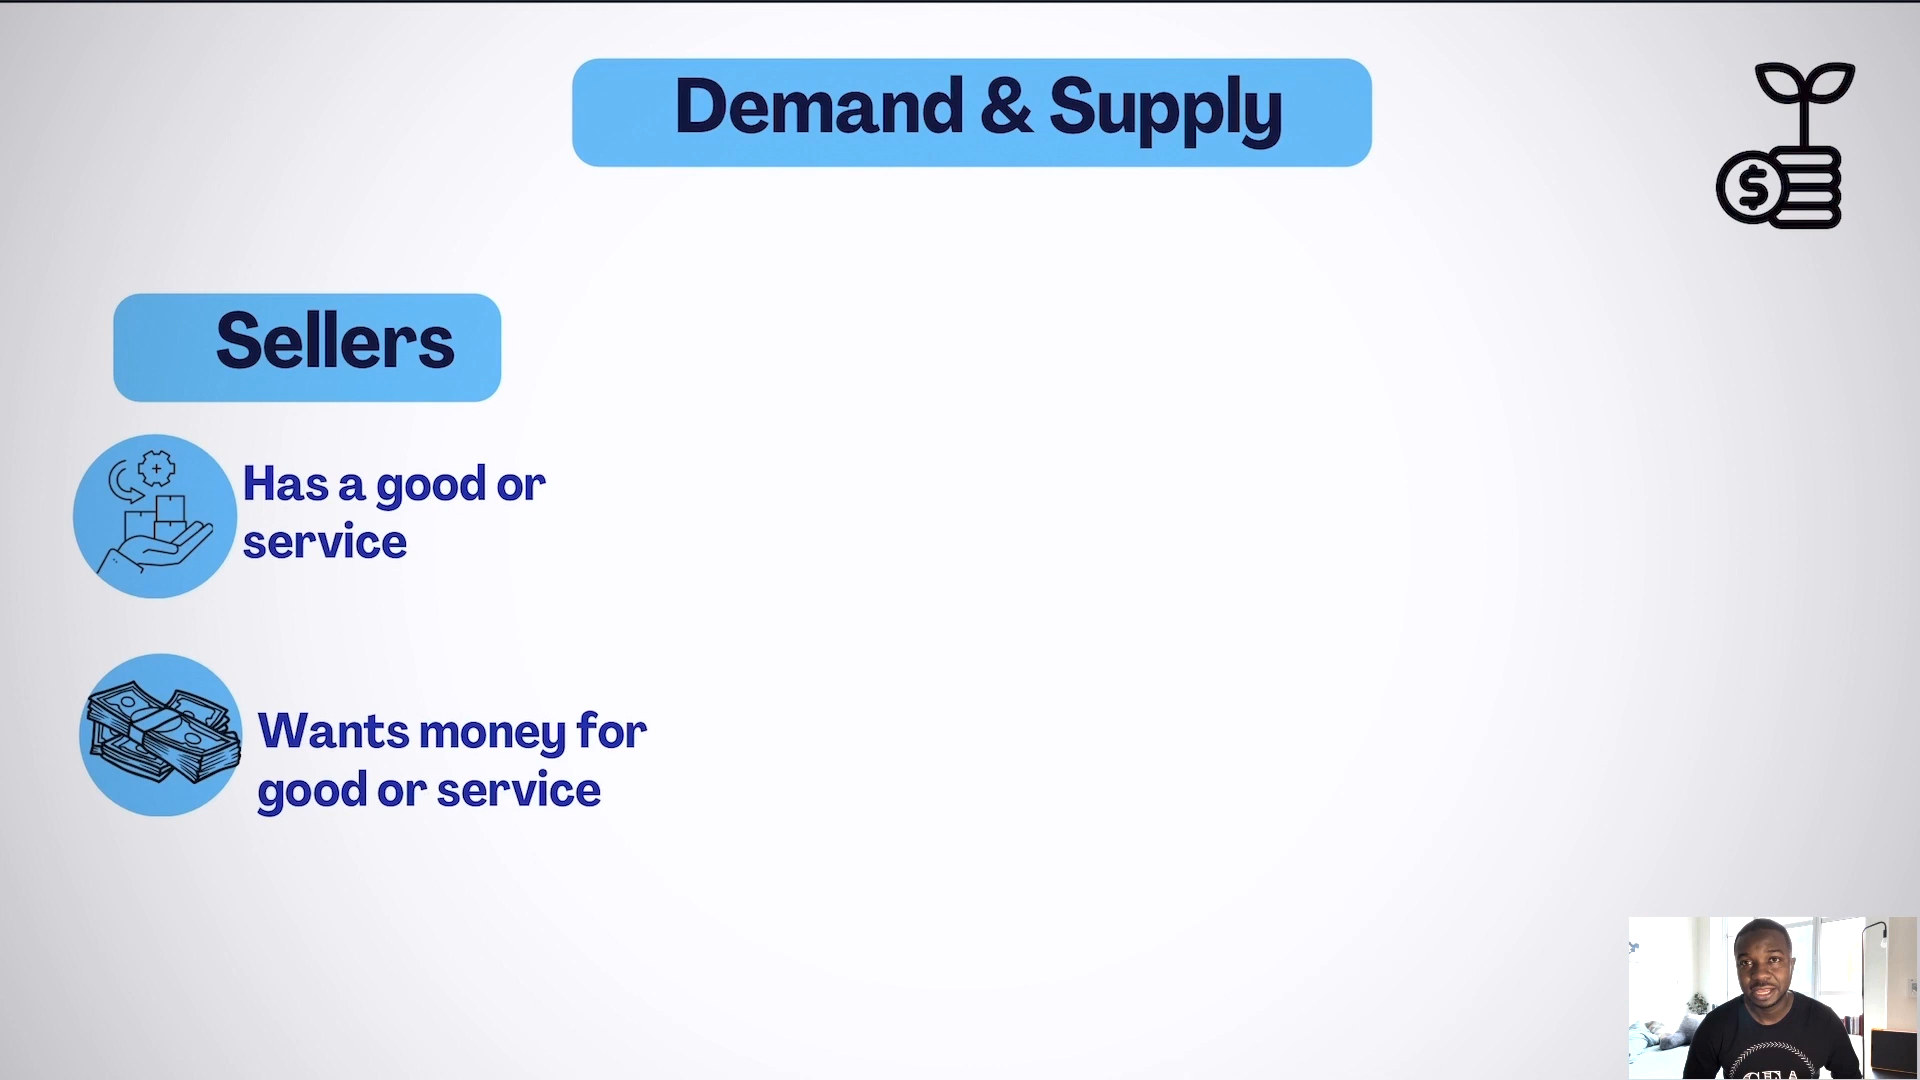 Demand & Supply
$
Sellers
Has a good or
service
Wants money for
good or service